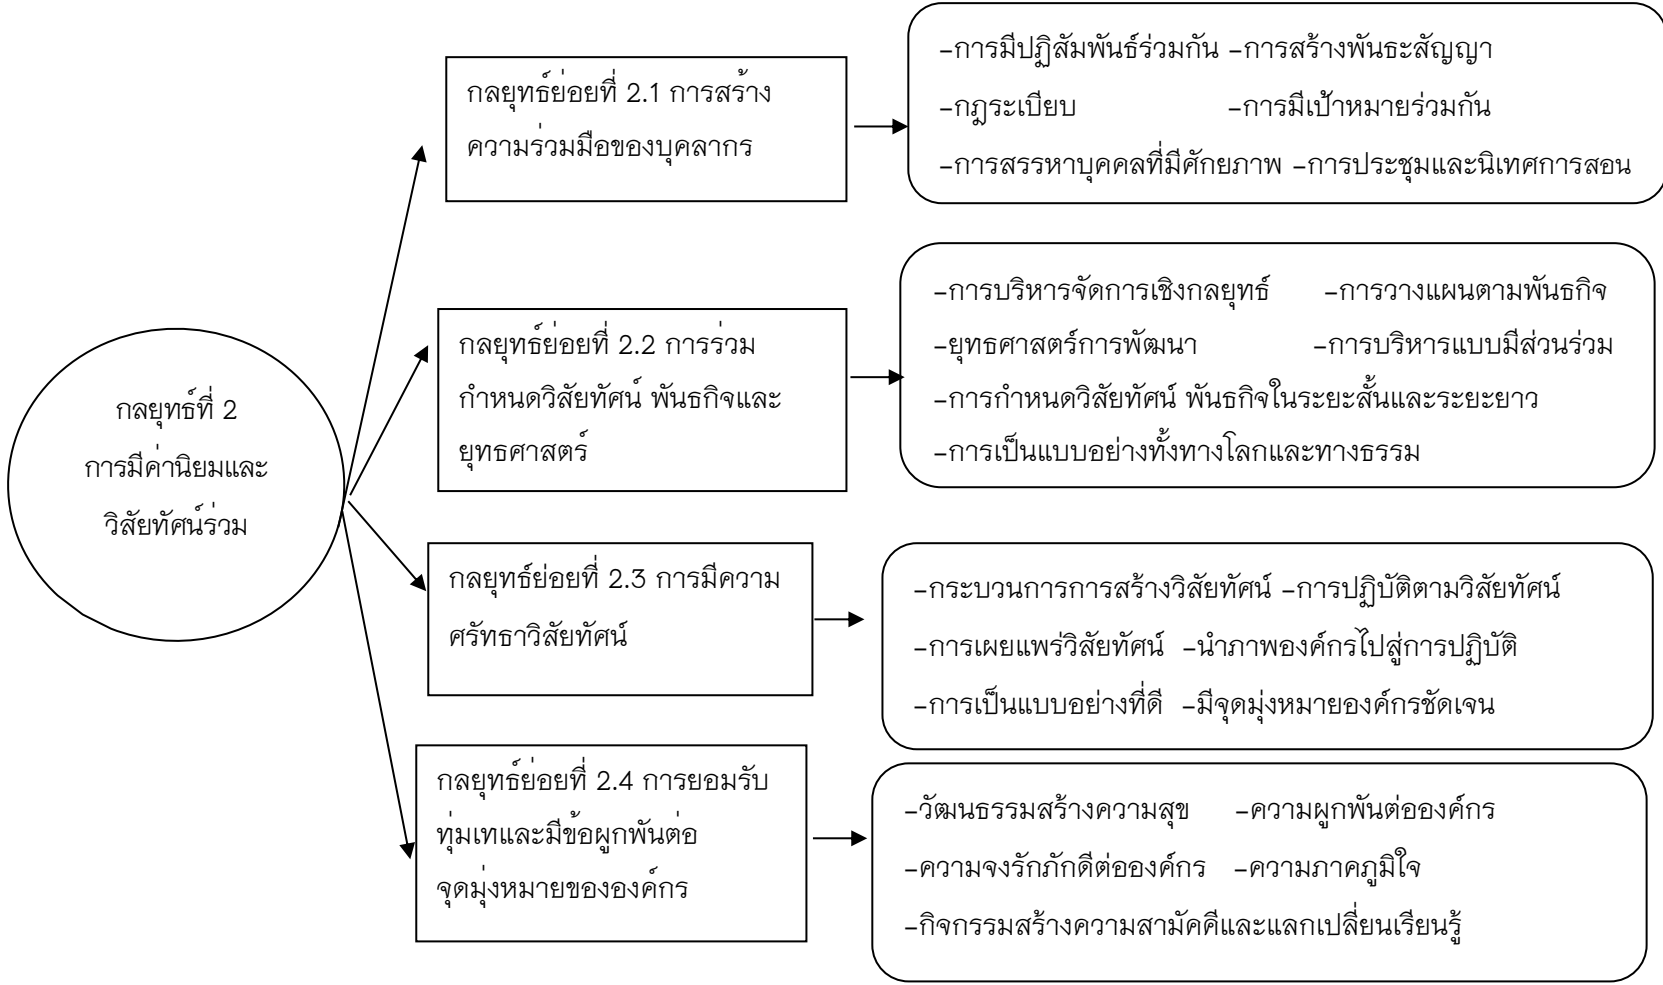 กลยุทธ์ที่ 2
การมีค่านิยมและ
วิสัยทัศน์ร่วม
กลยุทธ์ย่อยที่ 2.1 การสร้าง
ความร่วมมือของบุคลากร
-การมีปฏิสัมพันธ์ร่วมกัน -การสร้างพันธะสัญญา
-กฎระเบียบ -การมีเป้าหมายร่วมกัน
-การสรรหาบุคคลที่มีศักยภาพ -การประชุมและนิเทศการสอน
กลยุทธ์ย่อยที่ 2.2 การร่วม
กำหนดวิสัยทัศน์ พันธกิจและ
ยุทธศาสตร์
-การบริหารจัดการเชิงกลยุทธ์ -การวางแผนตามพันธกิจ
-ยุทธศาสตร์การพัฒนา -การบริหารแบบมีส่วนร่วม
-การกำหนดวิสัยทัศน์ พันธกิจในระยะสั้นและระยะยาว
-การเป็นแบบอย่างทั้งทางโลกและทางธรรม
กลยุทธ์ย่อยที่ 2.3 การมีความ
ศรัทธาวิสัยทัศน์
-กระบวนการการสร้างวิสัยทัศน์ -การปฏิบัติตามวิสัยทัศน์
-การเผยแพร่วิสัยทัศน์ -นำภาพองค์กรไปสู่การปฏิบัติ
-การเป็นแบบอย่างที่ดี -มีจุดมุ่งหมายองค์กรชัดเจน
กลยุทธ์ย่อยที่ 2.4 การยอมรับ
ทุ่มเทและมีข้อผูกพันต่อ
จุดมุ่งหมายขององค์กร
-วัฒนธรรมสร้างความสุข -ความผูกพันต่อองค์กร
-ความจงรักภักดีต่อองค์กร -ความภาคภูมิใจ
-กิจกรรมสร้างความสามัคคีและแลกเปลี่ยนเรียนรู้